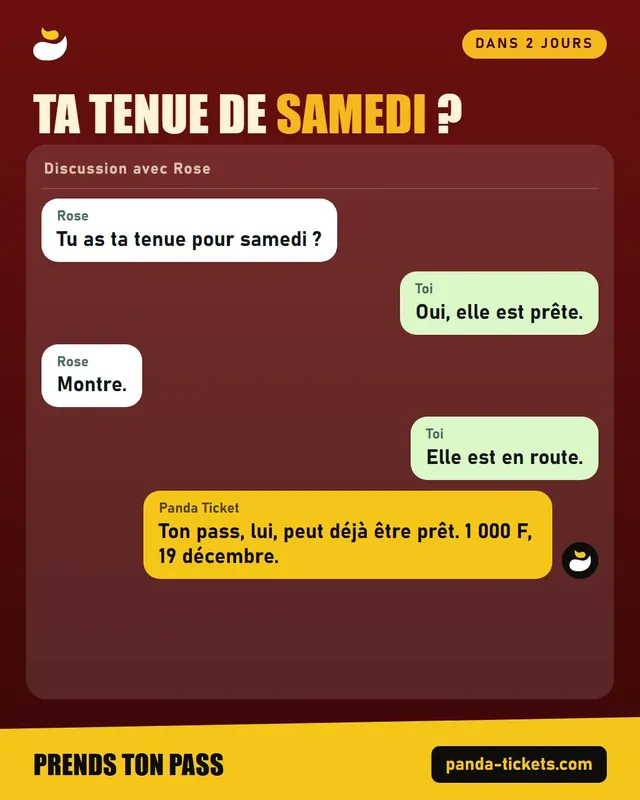 DANS 2 JOURS
TA TENUE DE SAMEDI ?
Discussion avec Rose
Rose
Tu as ta tenue pour samedi ?
Toi
Oui, elle est prête.
Rose
Montre.
Toi
Elle est en route.
Panda Ticket
Ton pass, lui, peut déjà être prêt. 1 000 F,
19 décembre.
PRENDS TON PASS
panda-tickets.com